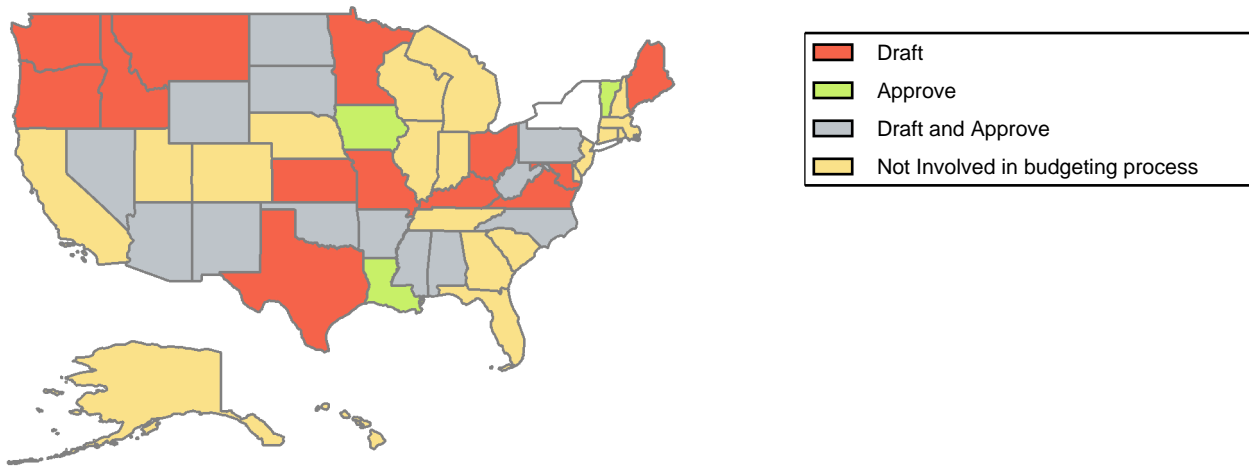 Draft
Approve
Draft and Approve
Not Involved in budgeting process